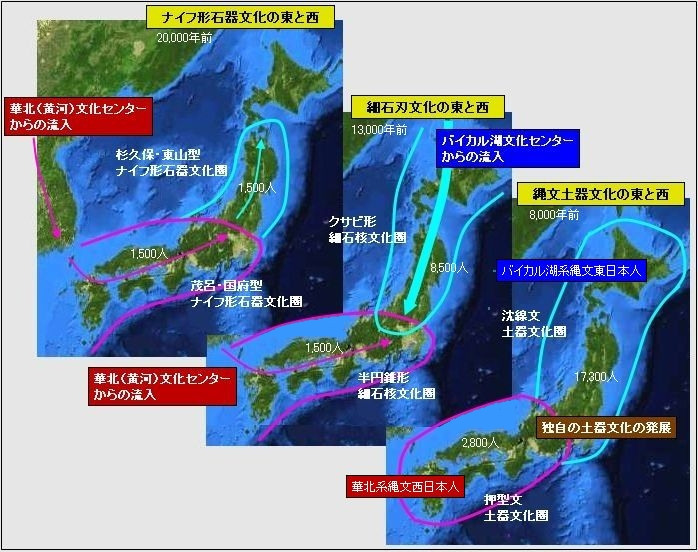 ナイフ形石器文化の東と西
20,000年前
華北(黄河)文化センター
からの流入
杉久保・東山型
ナイフ形石器文化圏
1,500人
1,500人
茂呂・国府型
ナイフ形石器文化圏
細石刃文化の東と西
13,000年前
バイカル湖文化センター
からの流入
クサビ形
細石核文化圏
8,500人
1,500人
華北(黄河)文化センター
からの流入
半円錐形
細石核文化圏
縄文土器文化の東と西
8,000年前
バイカル湖系縄文東日本人
沈線文
土器文化圏
17,300人
独自の土器文化の発展
2,800人
華北系縄文西日本人
押型文
土器文化圏